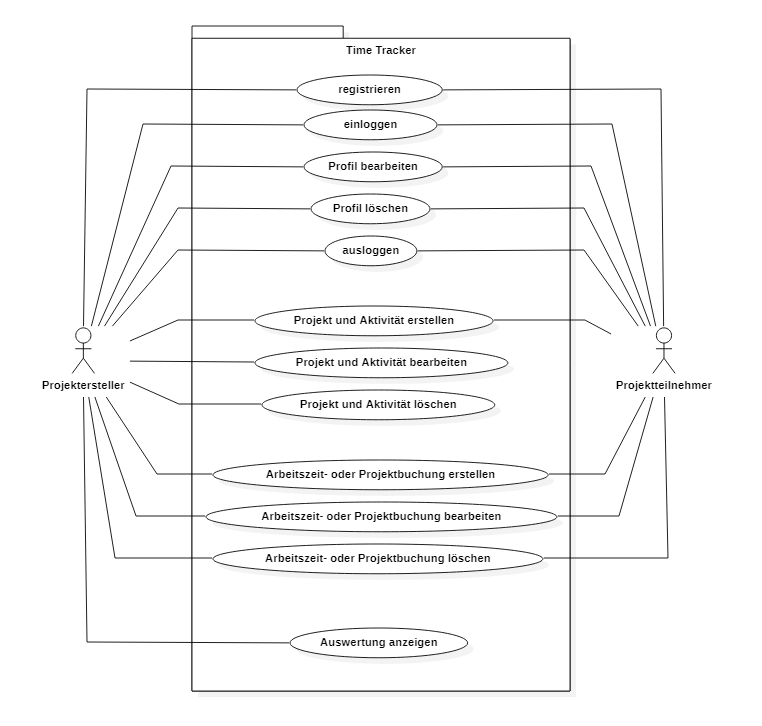 Time Tracker
registrieren
einloggen
Profil bearbeiten
Profil löschen
ausloggen
Projekt und Aktivität erstellen
Projekt und Aktivität bearbeiten
Projektersteller
Projektteilnehmer
Projekt und Aktivität löschen
Arbeitszeit- oder Projektbuchung erstellen
Arbeitszeit- oder Projektbuchung bearbeiten
Arbeitszeit- oder Projektbuchung löschen
Auswertung anzeigen